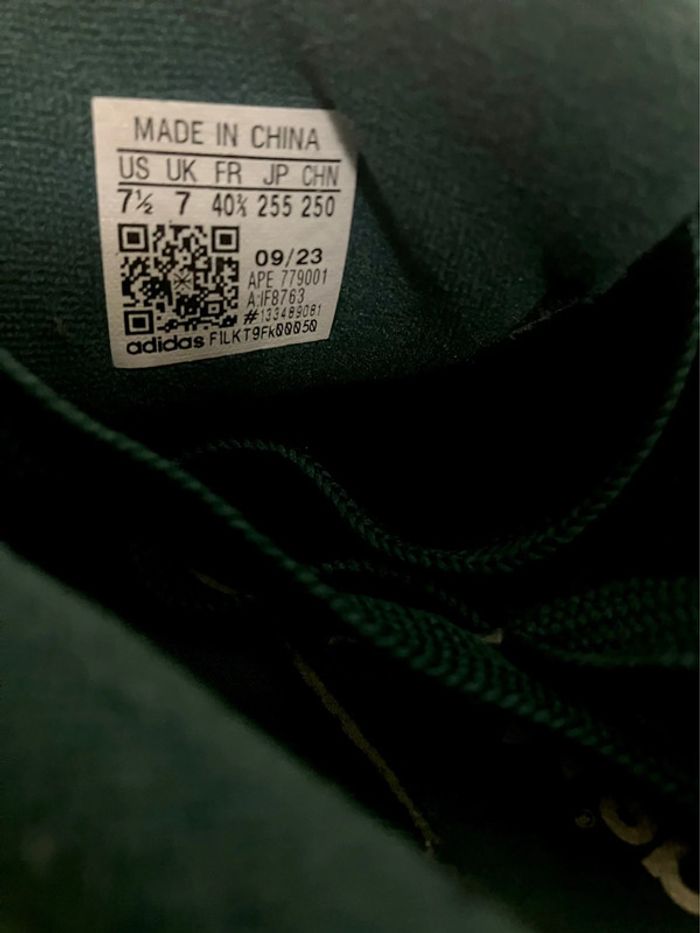 MADE IN CHINA
US UK FR JP CHN
7½ 7 40⅔ 255 250
09/23
APE 779001
A:IF8763
#133489081
adidas F1LKT9Fk00050